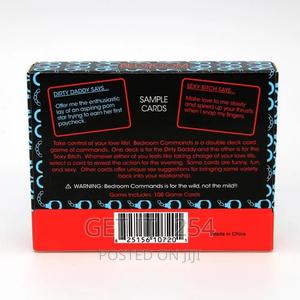 BEDROOM
DIRTY DADDY SAYS...
Offer me the enthusiastic
lay of an aspiring porn
star trying to earn her first
paycheck.
SAMPLE
CARDS
SEXY BITCH SAYS...
Make love to me slowly
and speed up your thrusts
when I snap my fingers.
Take control of your love life! Bedroom Commands is a double deck card
game of commands. One deck is for the Dirty Daddy and the other is for the
Sexy Bitch. Whenever either of you feels like taking charge of your love life,
select a card to reveal the action for the evening. Some cards are funny, fun
and sexy. Other cards offer unique sex suggestions for bringing some variety
back into your relationship.
⚠ WARNING: Bedroom Commands is for the wild, not the mild!!
Game Includes: 108 Game Cards
254
8 25156 10720
Made in China
POSTED ON JIJI